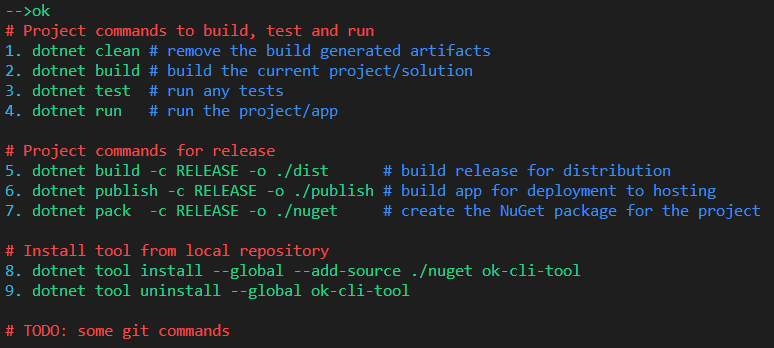 -->ok
# Project commands to build, test and run
1. dotnet clean # remove the build generated artifacts
2. dotnet build # build the current project/solution
3. dotnet test  # run any tests
4. dotnet run   # run the project/app

# Project commands for release
5. dotnet build -c RELEASE -o ./dist      # build release for distribution
6. dotnet publish -c RELEASE -o ./publish # build app for deployment to hosting
7. dotnet pack  -c RELEASE -o ./nuget     # create the NuGet package for the project

# Install tool from local repository
8. dotnet tool install --global --add-source ./nuget ok-cli-tool
9. dotnet tool uninstall --global ok-cli-tool

# TODO: some git commands